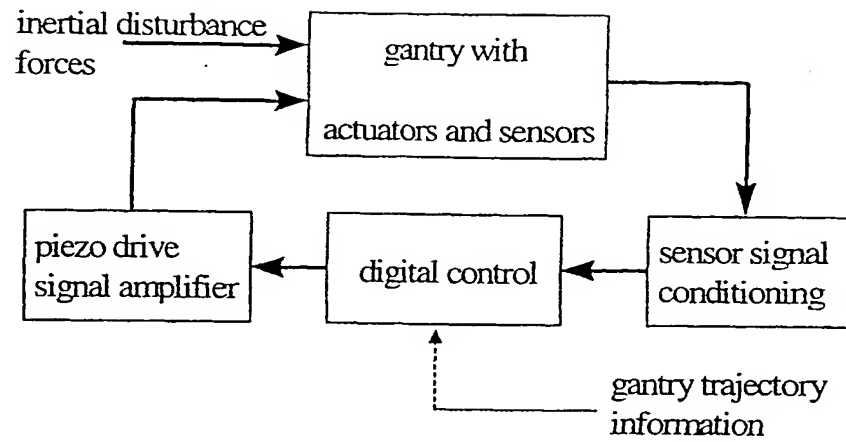 inertial disturbance
forces
gantry with
actuators and sensors
piezo drive
signal amplifier
digital control
sensor signal
conditioning
gantry trajectory
information